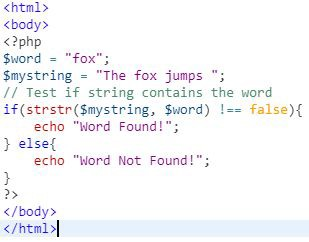 <html>
<body>
<?php
$word = "fox";
$mystring = "The fox jumps ";
// Test if string contains the word
if(strstr($mystring, $word) !== false){
    echo "Word Found!";
} else{
    echo "Word Not Found!";
}
?>
</body>
</html>